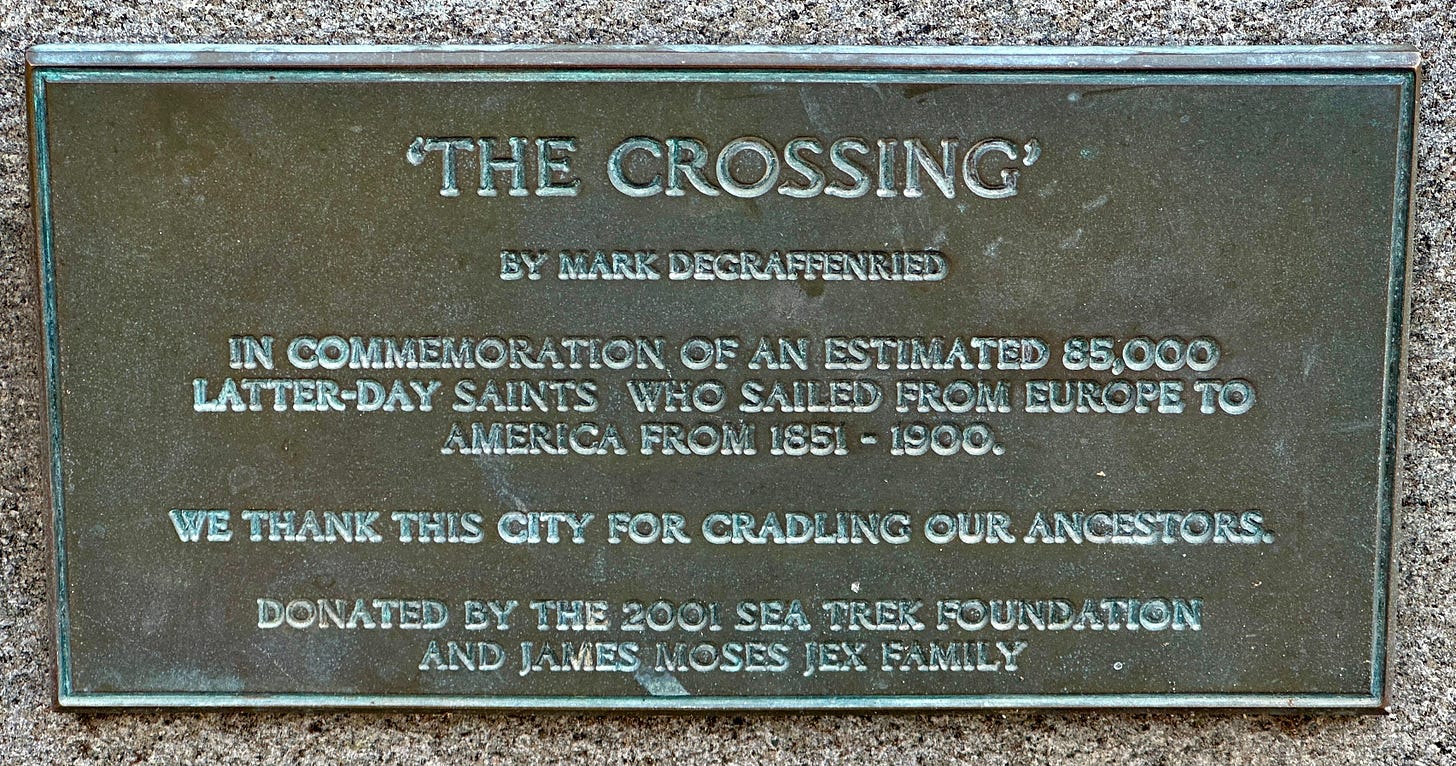 'THE CROSSING'
BY MARK DEGRAFFENRIED
IN COMMEMORATION OF AN ESTIMATED 85,000
LATTER-DAY SAINTS WHO SAILED FROM EUROPE TO
AMERICA FROM 1851 - 1900.
WE THANK THIS CITY FOR CRADLING OUR ANCESTORS.
DONATED BY THE 2001 SEA TREK FOUNDATION
AND JAMES MOSES JEX FAMILY